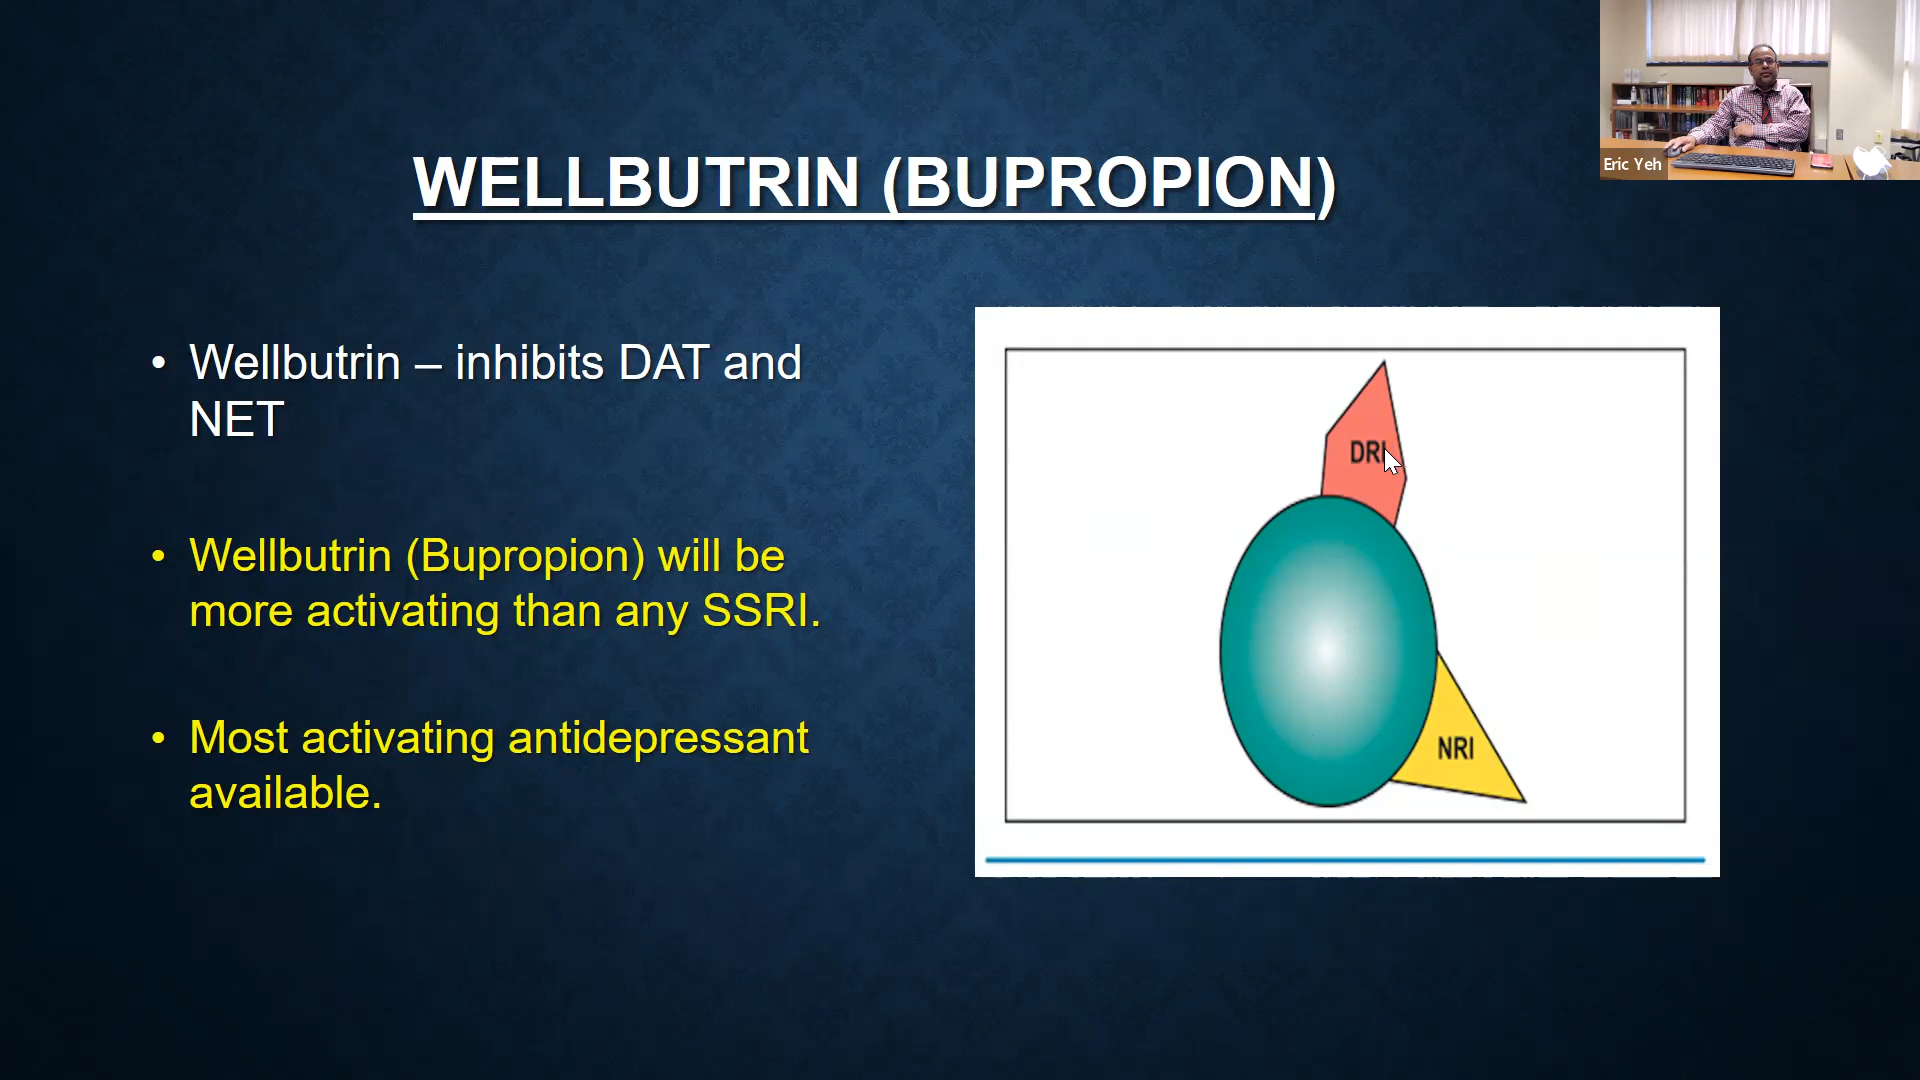 Eric Yeh
WELLBUTRIN (BUPROPION)
• Wellbutrin – inhibits DAT and
NET
• Wellbutrin (Bupropion) will be
more activating than any SSRI.
• Most activating antidepressant
available.
DRI
NRI